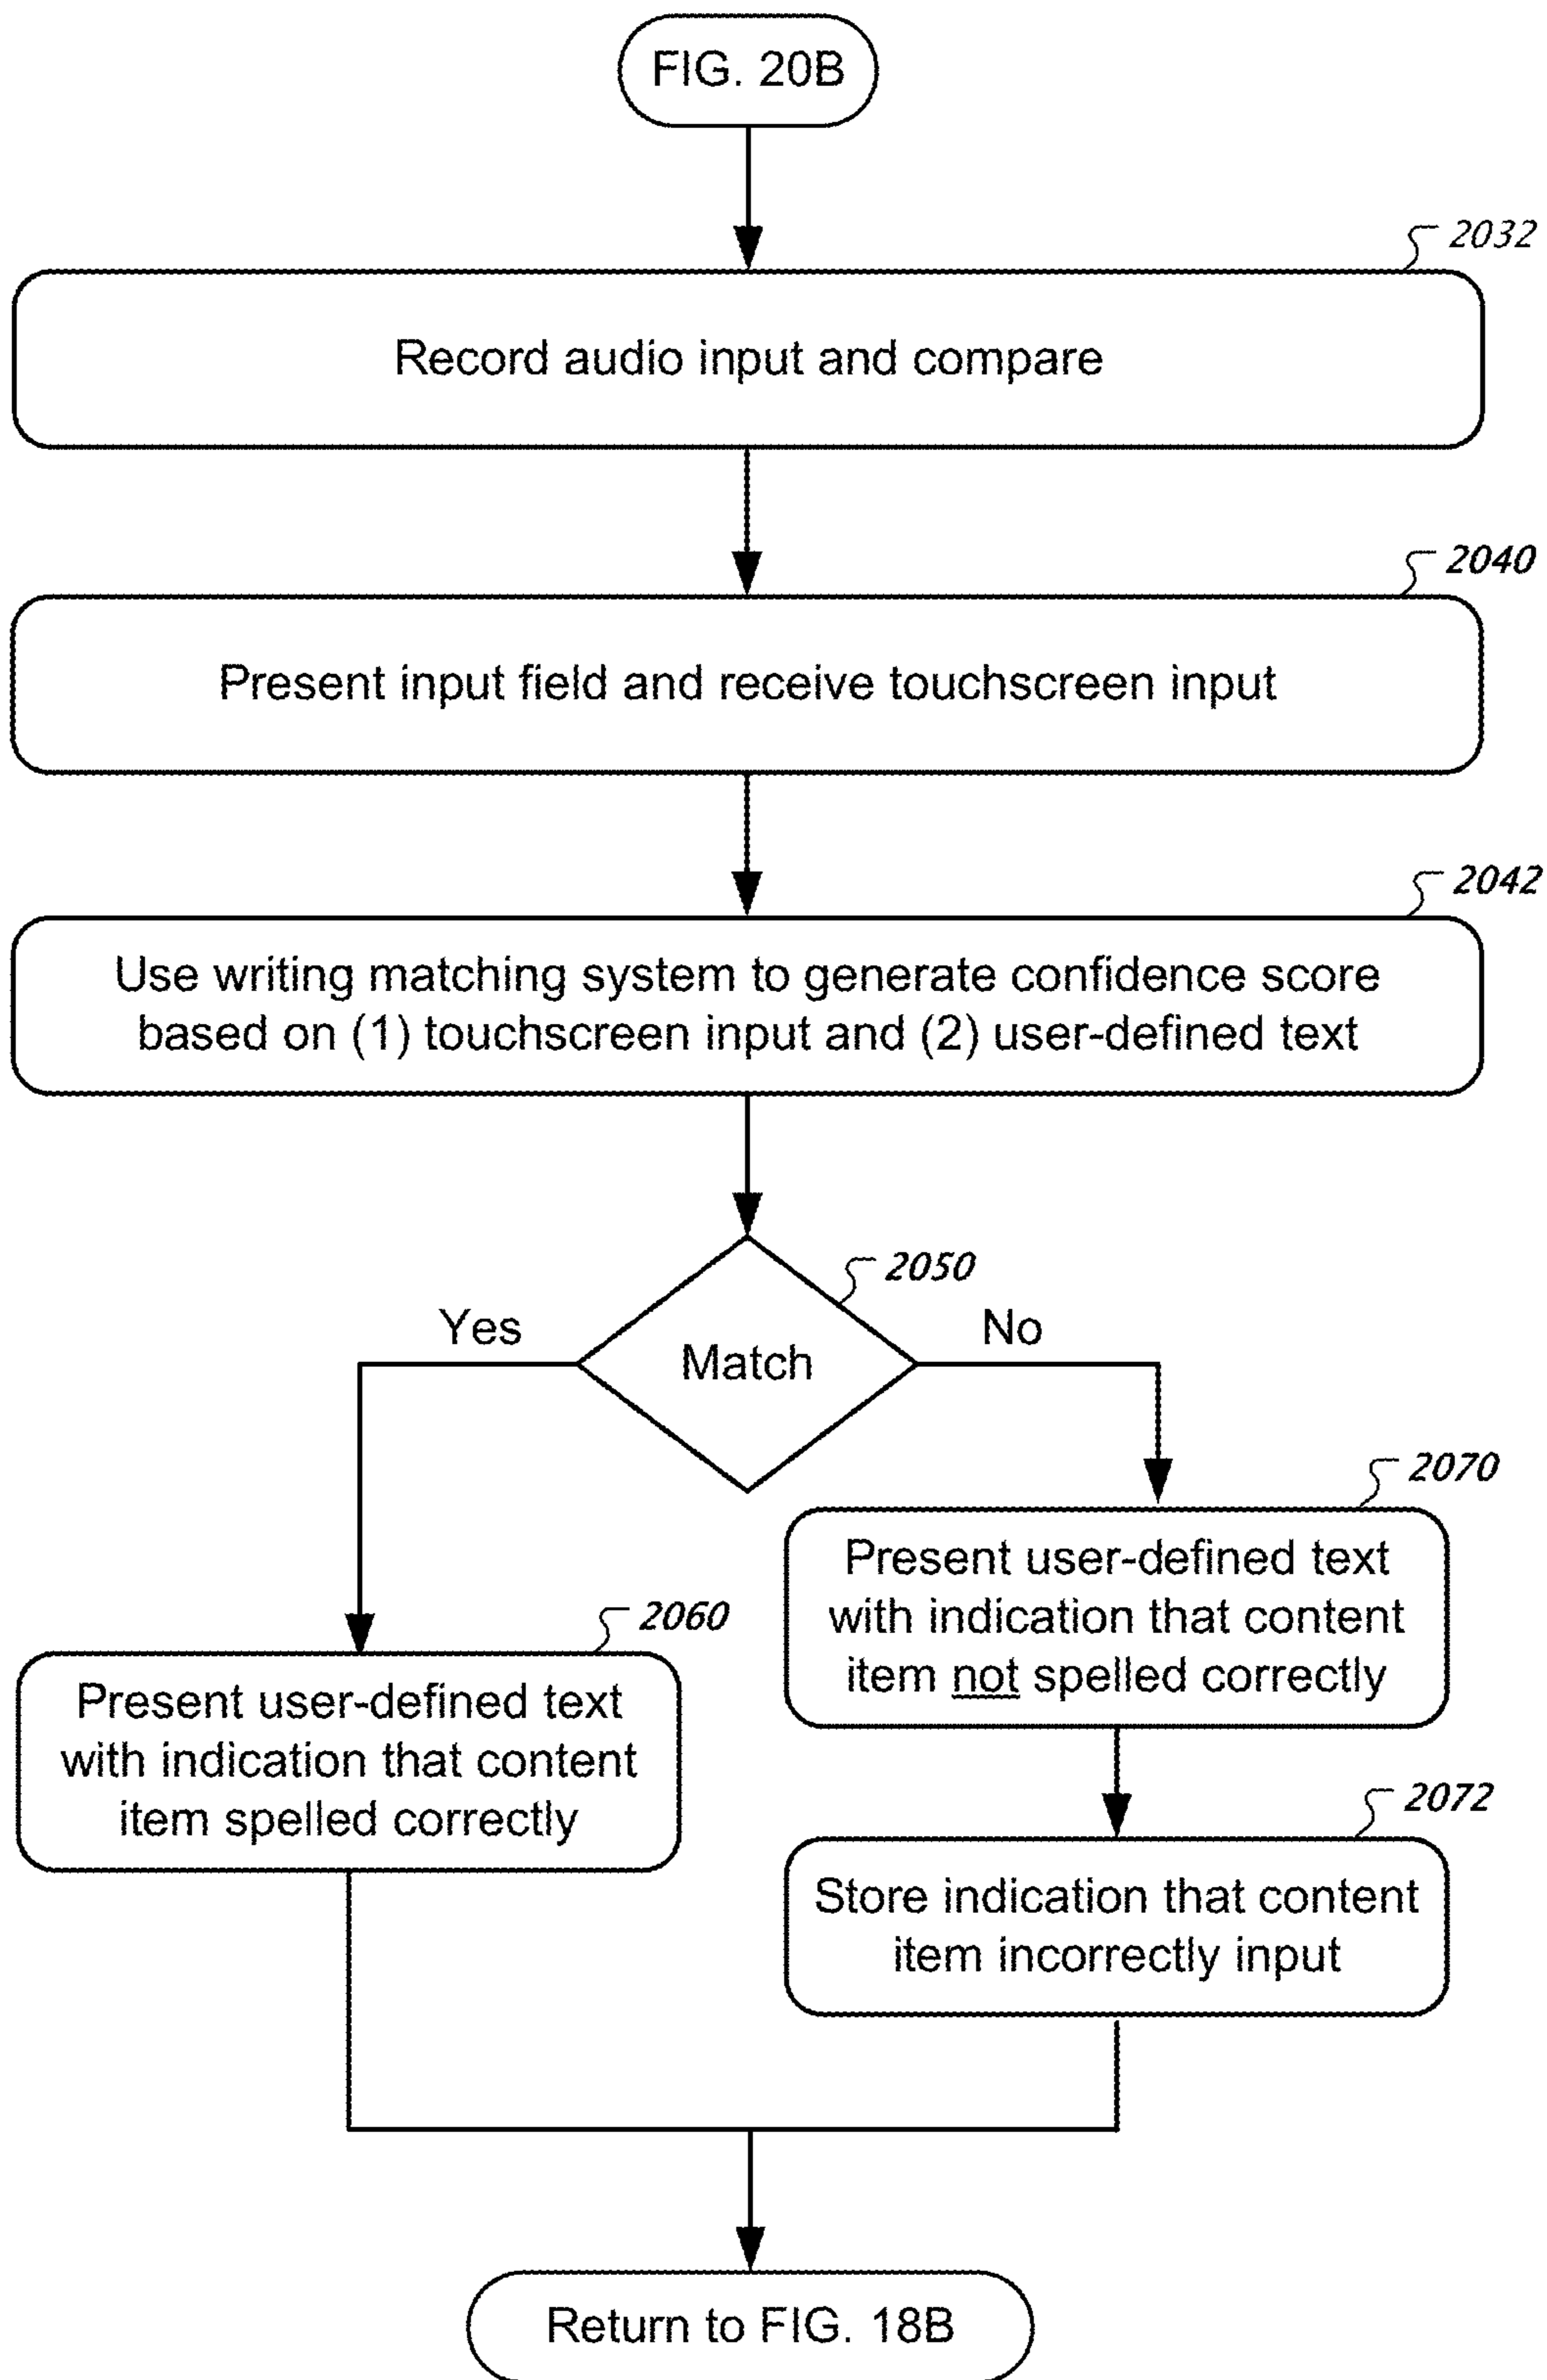 FIG. 20B
2032
Record audio input and compare
2040
Present input field and receive touchscreen input
2042
Use writing matching system to generate confidence score
based on (1) touchscreen input and (2) user-defined text
2050
Yes
Match
No
2070
Present user-defined text
with indication that content
item not spelled correctly
2060
Present user-defined text
with indication that content
item spelled correctly
2072
Store indication that content
item incorrectly input
Return to FIG. 18B